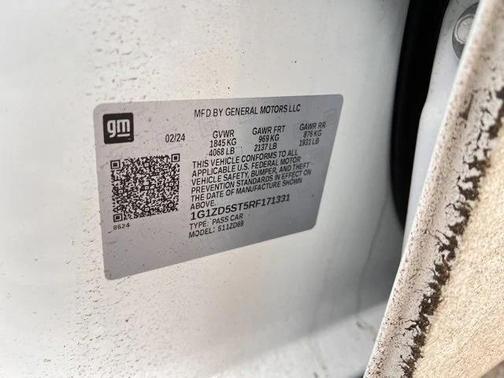 gm
MFD BY GENERAL MOTORS LLC
02/24 GVWR GAWR FRT GAWR RR
1845 KG 969 KG 876 KG
4068 LB 2137 LB 1931 LB
THIS VEHICLE CONFORMS TO ALL
APPLICABLE U.S. FEDERAL MOTOR
VEHICLE SAFETY, BUMPER, AND THEFT
PREVENTION STANDARDS IN EFFECT ON THE
DATE OF MANUFACTURE SHOWN
ABOVE.
1G1ZD5ST5RF171331
TYPE: PASS CAR
MODEL: 511ZD69
8624